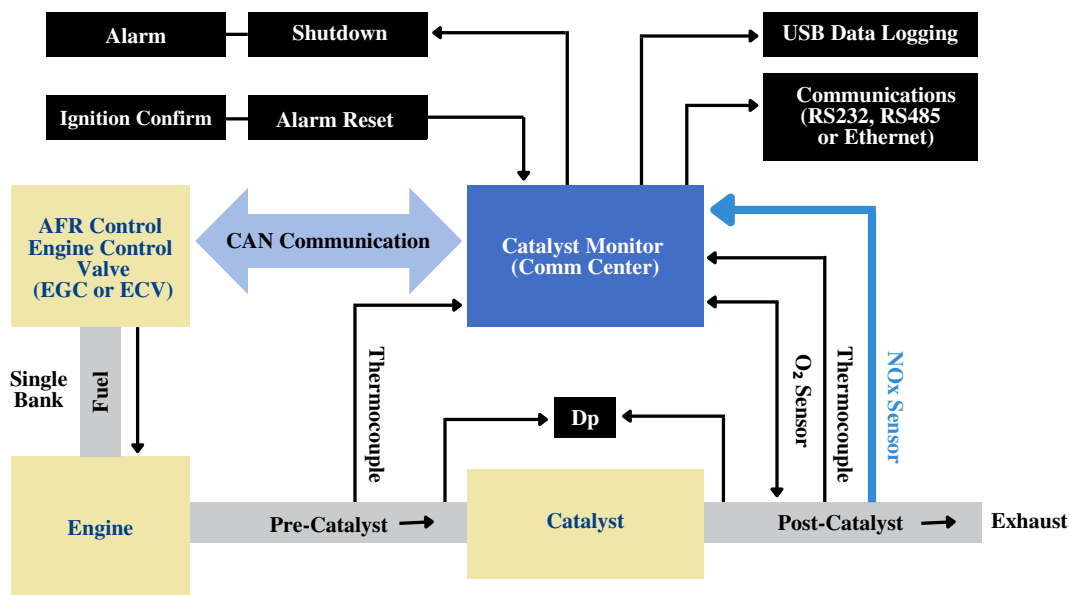 Alarm
Shutdown
USB Data Logging
Ignition Confirm
Alarm Reset
Communications
(RS232, RS485
or Ethernet)
AFR Control
Engine Control
Valve
(EGC or ECV)
CAN Communication
Catalyst Monitor
(Comm Center)
Single
Bank
Fuel
Thermocouple
Dp
O₂ Sensor
Thermocouple
NOx Sensor
Engine
Pre-Catalyst
Catalyst
Post-Catalyst
Exhaust